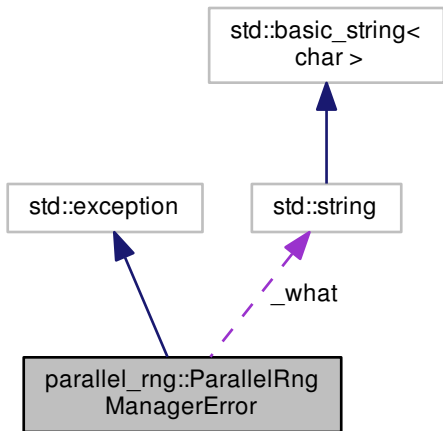 std::basic_string<
char >
std::exception
std::string
_what
parallel_rng::ParallelRng
ManagerError